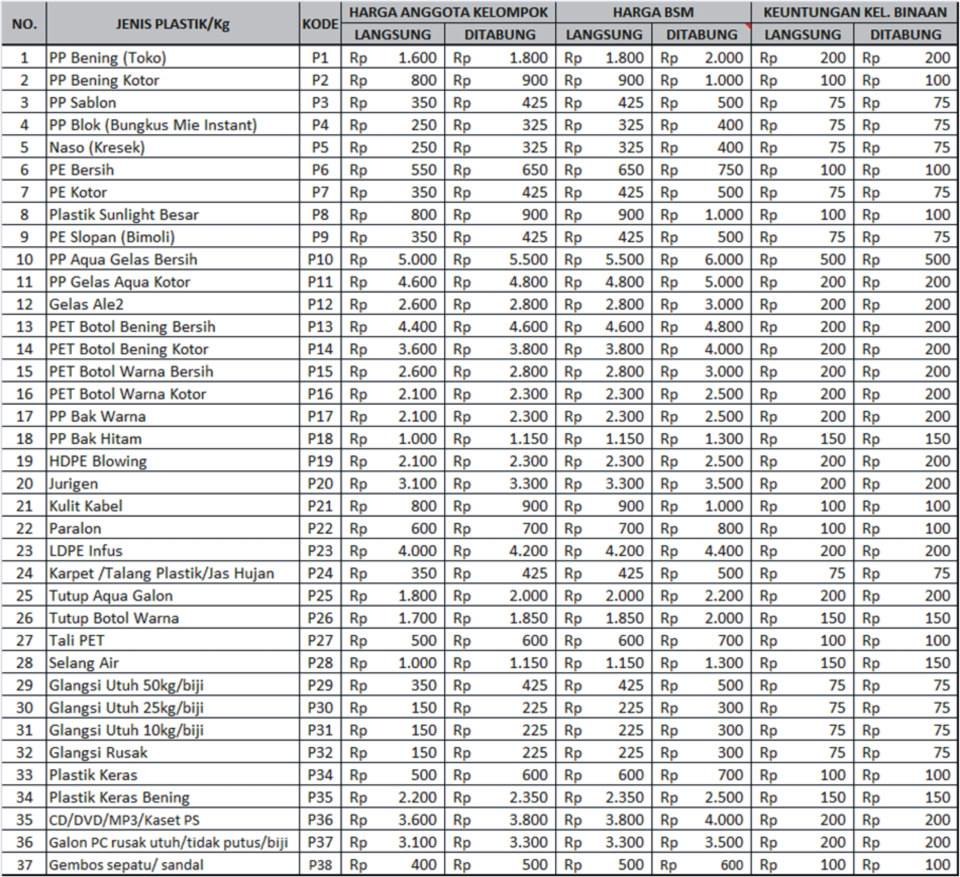 NO. JENIS PLASTIK/Kg KODE HARGA ANGGOTA KELOMPOK HARGA BSM KEUNTUNGAN KEL. BINAAN
LANGSUNG DITABUNG LANGSUNG DITABUNG LANGSUNG DITABUNG
1 PP Bening (Toko) P1 Rp 1.600 Rp 1.800 Rp 1.800 Rp 2.000 Rp 200 Rp 200
2 PP Bening Kotor P2 Rp 800 Rp 900 Rp 900 Rp 1.000 Rp 100 Rp 100
3 PP Sablon P3 Rp 350 Rp 425 Rp 425 Rp 500 Rp 75 Rp 75
4 PP Blok (Bungkus Mie Instant) P4 Rp 250 Rp 325 Rp 325 Rp 400 Rp 75 Rp 75
5 Naso (Kresek) P5 Rp 250 Rp 325 Rp 325 Rp 400 Rp 75 Rp 75
6 PE Bersih P6 Rp 550 Rp 650 Rp 650 Rp 750 Rp 100 Rp 100
7 PE Kotor P7 Rp 350 Rp 425 Rp 425 Rp 500 Rp 75 Rp 75
8 Plastik Sunlight Besar P8 Rp 800 Rp 900 Rp 900 Rp 1.000 Rp 100 Rp 100
9 PE Slopan (Bimoli) P9 Rp 350 Rp 425 Rp 425 Rp 500 Rp 75 Rp 75
10 PP Aqua Gelas Bersih P10 Rp 5.000 Rp 5.500 Rp 5.500 Rp 6.000 Rp 500 Rp 500
11 PP Gelas Aqua Kotor P11 Rp 4.600 Rp 4.800 Rp 4.800 Rp 5.000 Rp 200 Rp 200
12 Gelas Ale2 P12 Rp 2.600 Rp 2.800 Rp 2.800 Rp 3.000 Rp 200 Rp 200
13 PET Botol Bening Bersih P13 Rp 4.400 Rp 4.600 Rp 4.600 Rp 4.800 Rp 200 Rp 200
14 PET Botol Bening Kotor P14 Rp 3.600 Rp 3.800 Rp 3.800 Rp 4.000 Rp 200 Rp 200
15 PET Botol Warna Bersih P15 Rp 2.600 Rp 2.800 Rp 2.800 Rp 3.000 Rp 200 Rp 200
16 PET Botol Warna Kotor P16 Rp 2.100 Rp 2.300 Rp 2.300 Rp 2.500 Rp 200 Rp 200
17 PP Bak Warna P17 Rp 2.100 Rp 2.300 Rp 2.300 Rp 2.500 Rp 200 Rp 200
18 PP Bak Hitam P18 Rp 1.000 Rp 1.150 Rp 1.150 Rp 1.300 Rp 150 Rp 150
19 HDPE Blowing P19 Rp 2.100 Rp 2.300 Rp 2.300 Rp 2.500 Rp 200 Rp 200
20 Jurigen P20 Rp 3.100 Rp 3.300 Rp 3.300 Rp 3.500 Rp 200 Rp 200
21 Kulit Kabel P21 Rp 800 Rp 900 Rp 900 Rp 1.000 Rp 100 Rp 100
22 Paralon P22 Rp 600 Rp 700 Rp 700 Rp 800 Rp 100 Rp 100
23 LDPE Infus P23 Rp 4.000 Rp 4.200 Rp 4.200 Rp 4.400 Rp 200 Rp 200
24 Karpet /Talang Plastik/Jas Hujan P24 Rp 350 Rp 425 Rp 425 Rp 500 Rp 75 Rp 75
25 Tutup Aqua Galon P25 Rp 1.800 Rp 2.000 Rp 2.000 Rp 2.200 Rp 200 Rp 200
26 Tutup Botol Warna P26 Rp 1.700 Rp 1.850 Rp 1.850 Rp 2.000 Rp 150 Rp 150
27 Tali PET P27 Rp 500 Rp 600 Rp 600 Rp 700 Rp 100 Rp 100
28 Selang Air P28 Rp 1.000 Rp 1.150 Rp 1.150 Rp 1.300 Rp 150 Rp 150
29 Glangsi Utuh 50kg/biji P29 Rp 350 Rp 425 Rp 425 Rp 500 Rp 75 Rp 75
30 Glangsi Utuh 25kg/biji P30 Rp 150 Rp 225 Rp 225 Rp 300 Rp 75 Rp 75
31 Glangsi Utuh 10kg/biji P31 Rp 150 Rp 225 Rp 225 Rp 300 Rp 75 Rp 75
32 Glangsi Rusak P32 Rp 150 Rp 225 Rp 225 Rp 300 Rp 75 Rp 75
33 Plastik Keras P34 Rp 500 Rp 600 Rp 600 Rp 700 Rp 100 Rp 100
34 Plastik Keras Bening P35 Rp 2.200 Rp 2.350 Rp 2.350 Rp 2.500 Rp 150 Rp 150
35 CD/DVD/MP3/Kaset PS P36 Rp 3.600 Rp 3.800 Rp 3.800 Rp 4.000 Rp 200 Rp 200
36 Galon PC rusak utuh/tidak putus/biji P37 Rp 3.100 Rp 3.300 Rp 3.300 Rp 3.500 Rp 200 Rp 200
37 Gembos sepatu/ sandal P38 Rp 400 Rp 500 Rp 500 Rp 600 Rp 100 Rp 100